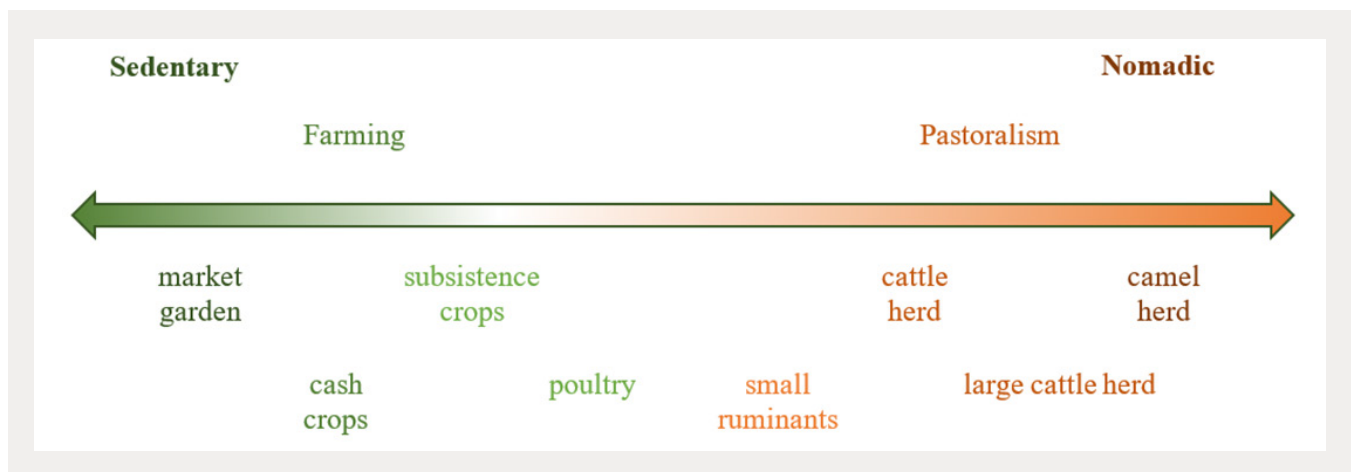 Sedentary
Nomadic
Farming
Pastoralism
market
garden
subsistence
crops
cattle
herd
camel
herd
cash
crops
poultry
small
ruminants
large cattle herd